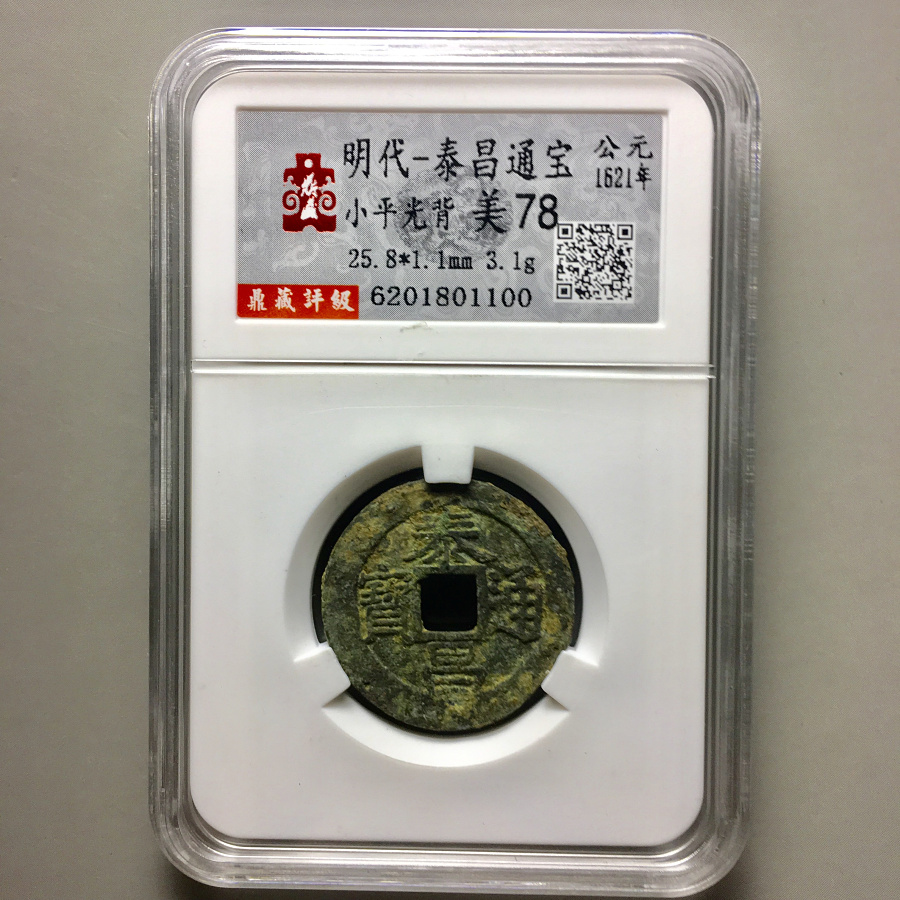 明代-泰昌通宝 公元
1621年
小平光背 美78
25.8*1.1mm 3.1g
鼎藏評級 6201801100
泰
寶 通
昌